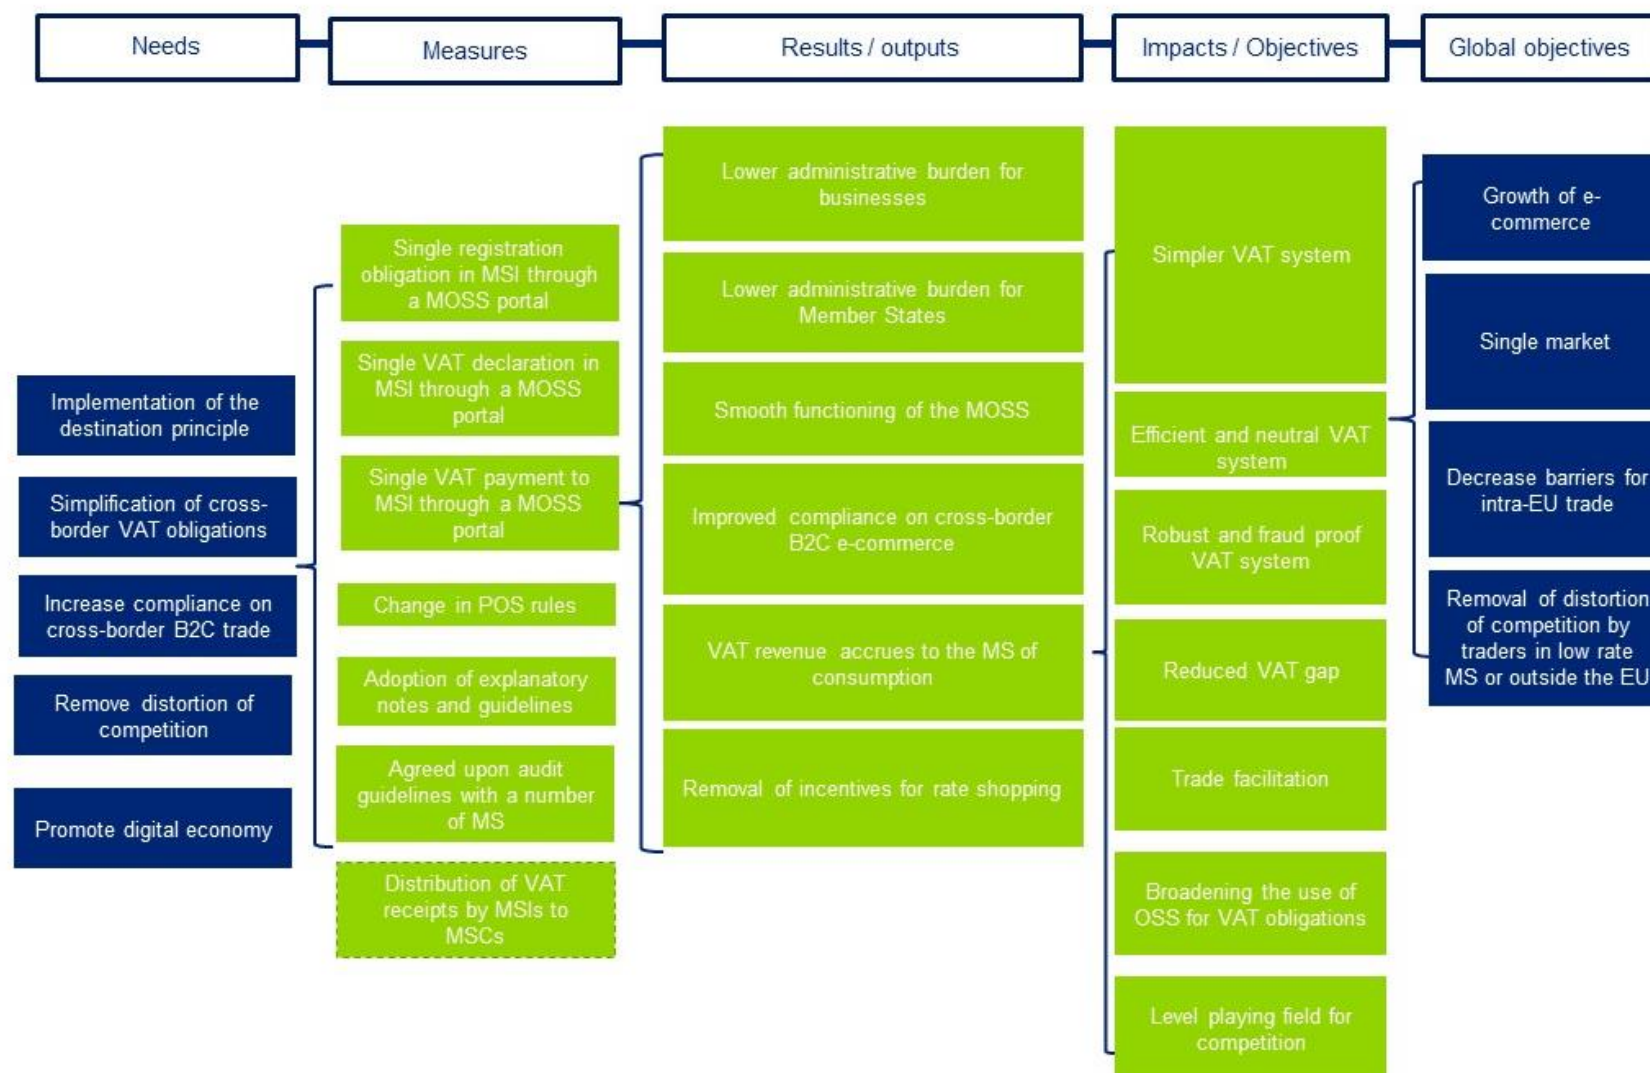 Needs
Measures
Results / outputs
Impacts / Objectives
Global objectives
Implementation of the
destination principle
Simplification of cross-
border VAT obligations
Increase compliance on
cross-border B2C trade
Remove distortion of
competition
Promote digital economy
Single registration
obligation in MSI through
a MOSS portal
Single VAT declaration in
MSI through a MOSS
portal
Single VAT payment to
MSI through a MOSS
portal
Change in POS rules
Adoption of explanatory
notes and guidelines
Agreed upon audit
guidelines with a number
of MS
Distribution of VAT
receipts by MSIs to
MSCs
Lower administrative burden for
businesses
Lower administrative burden for
Member States
Smooth functioning of the MOSS
Improved compliance on cross-border
B2C e-commerce
VAT revenue accrues to the MS of
consumption
Removal of incentives for rate shopping
Simpler VAT system
Efficient and neutral VAT
system
Robust and fraud proof
VAT system
Reduced VAT gap
Trade facilitation
Broadening the use of
OSS for VAT obligations
Level playing field for
competition
Growth of e-
commerce
Single market
Decrease barriers for
intra-EU trade
Removal of distortion
of competition by
traders in low rate
MS or outside the EU